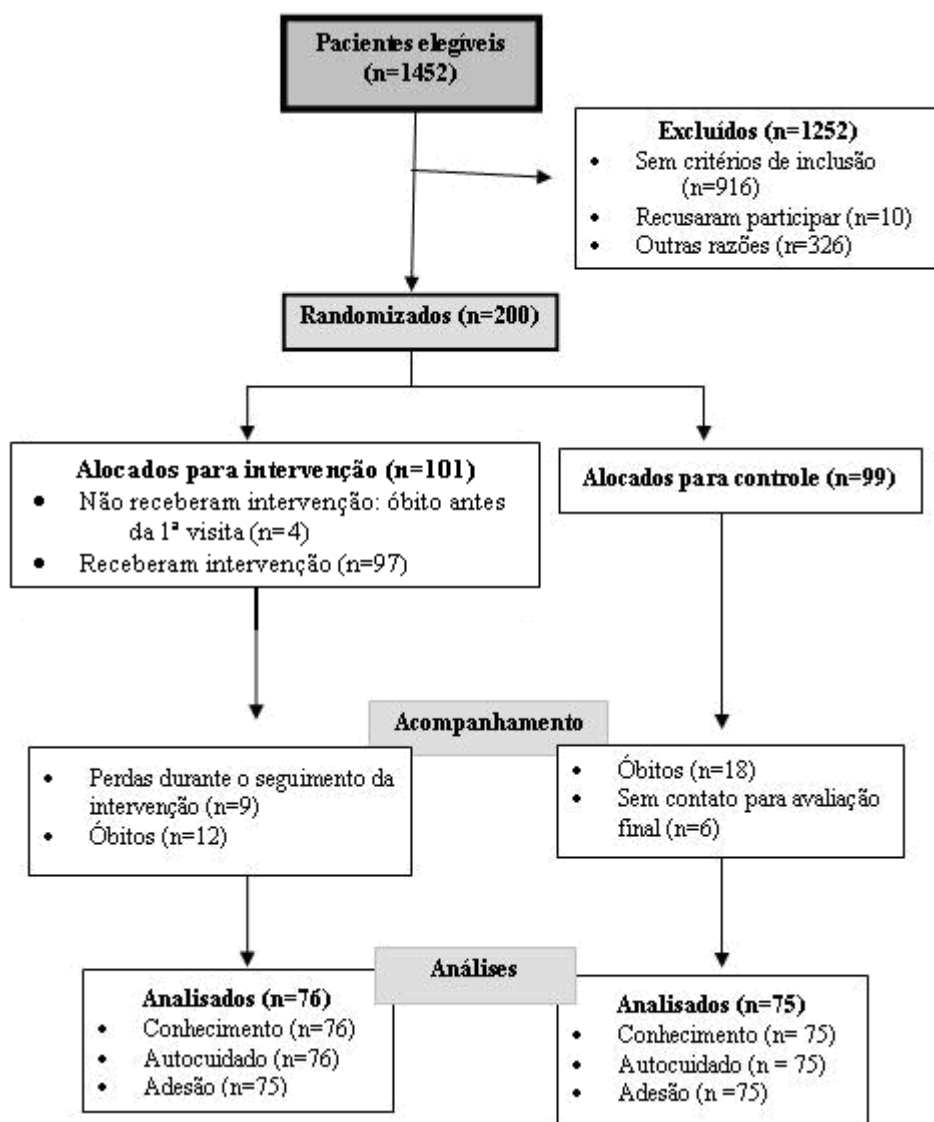 Pacientes elegíveis
(n=1452)
Excluídos (n=1252)
• Sem critérios de inclusão
(n=916)
• Recusaram participar (n=10)
• Outras razões (n=326)
Randomizados (n=200)
Alocados para intervenção (n=101)
• Não receberam intervenção: óbito antes
da 1ª visita (n=4)
• Receberam intervenção (n=97)
Alocados para controle (n=99)
Acompanhamento
• Perdas durante o seguimento da
intervenção (n=9)
• Óbitos (n=12)
• Óbitos (n=18)
• Sem contato para avaliação
final (n=6)
Análises
Analisados (n=76)
• Conhecimento (n=76)
• Autocuidado (n=76)
• Adesão (n=75)
Analisados (n=75)
• Conhecimento (n= 75)
• Autocuidado (n = 75)
• Adesão (n =75)